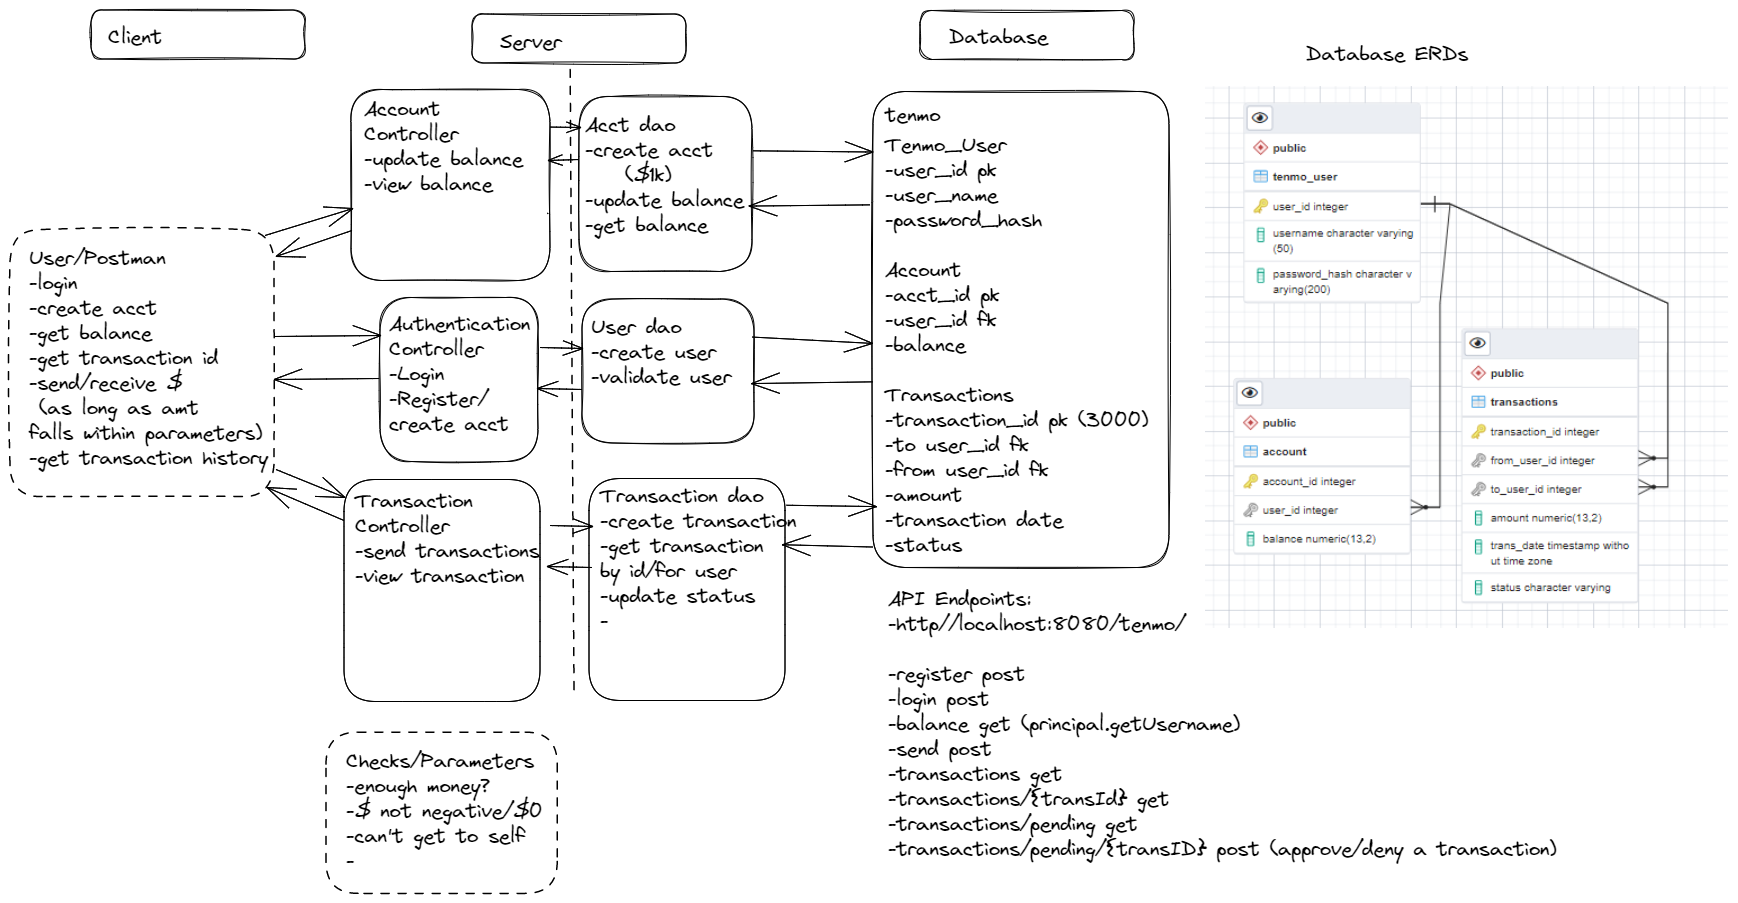 Client
Server
Database
Database ERDs
User/Postman
-login
-create acct
-get balance
-get transaction id
-send/receive $
(as long as amt
falls within parameters)
-get transaction history
Account
Controller
-update balance
-view balance
Authentication
Controller
-Login
-Register/
create acct
Transaction
Controller
-send transactions
-view transaction
Checks/Parameters
-enough money?
-$ not negative/$0
-can't get to self
-
Acct dao
-create acct
($1k)
-update balance
-get balance
User dao
-create user
-validate user
Transaction dao
-create transaction
-get transaction
by id/for user
-update status
-
tenmo
Tenmo_User
-user_id pk
-user_name
-password_hash
Account
-acct_id pk
-user_id fk
-balance
Transactions
-transaction_id pk (3000)
-to user_id fk
-from user_id fk
-amount
-transaction date
-status
API Endpoints:
-http//localhost:8080/tenmo/
-register post
-login post
-balance get (principal.getUsername)
-send post
-transactions get
-transactions/{transId} get
-transactions/pending get
-transactions/pending/{transID} post (approve/deny a transaction)
public
tenmo_user
user_id integer
username character varying
(50)
password_hash character v
arying(200)
public
account
account_id integer
user_id integer
balance numeric(13,2)
public
transactions
transaction_id integer
from_user_id integer
to_user_id integer
amount numeric(13,2)
trans_date timestamp witho
ut time zone
status character varying